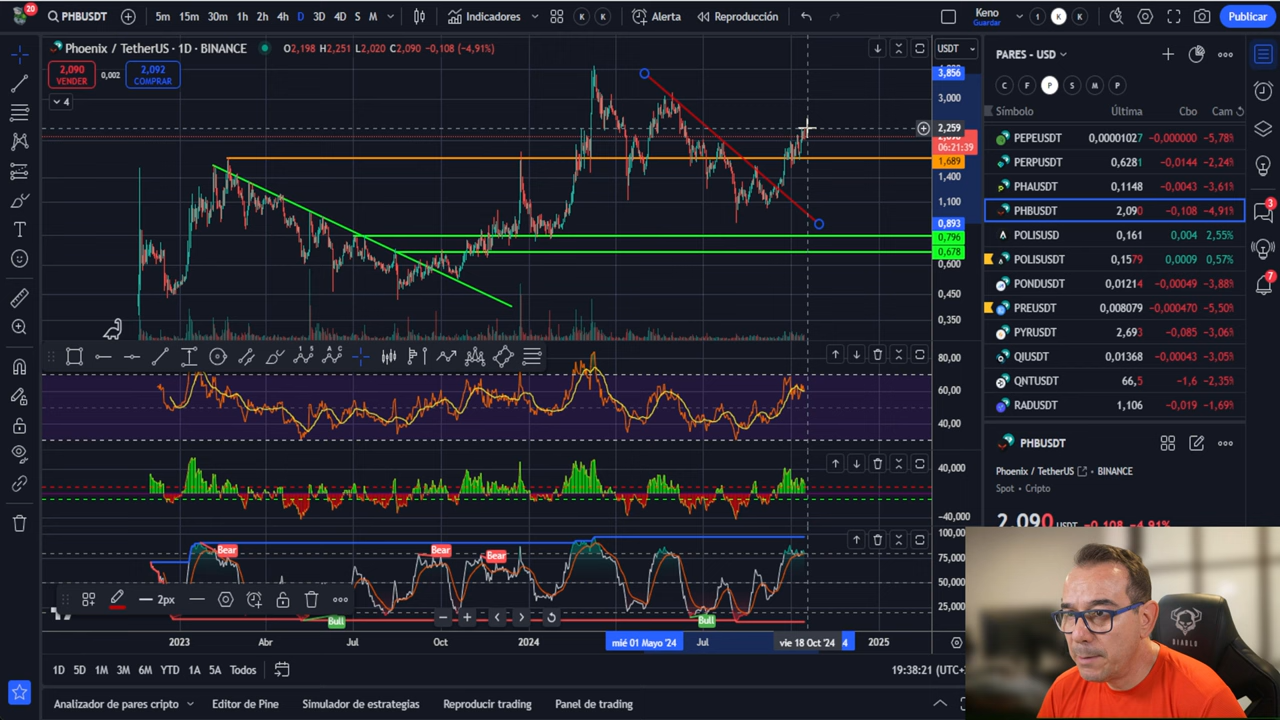 20 PHBUSDT 5m 15m 30m 1h 2h 4h D 3D 4D S M Indicadores K K Alerta Reproducción Keno Guardar 1 K K Publicar
Phoenix / TetherUS · 1D · BINANCE O2,198 H2,251 L2,020 C2,090 -0,108 (-4,91%) USDT
2,090 VENDER 0,002 2,092 COMPRAR
4
3,856
3,000
2,259
06:21:39
1,689
1,400
1,100
0,893
0,796
0,678
0,600
0,450
0,350
80,00
60,00
40,00
40,000
-40,000
100,00
75,000
50,000
25,000
Bear Bear Bear
Bull Bull
2px
2023 Abr Jul Oct 2024 mié 01 Mayo '24 Jul vie 18 Oct '24 4 2025
1D 5D 1M 3M 6M YTD 1A 5A Todos 19:38:21 (UTC+
Analizador de pares cripto Editor de Pine Simulador de estrategias Reproducir trading Panel de trading
PARES - USD
C F P S M P
Símbolo Última Cbo Cam
PEPEUSDT 0,00001027 -0,000000 -5,78%
PERPUSDT 0,6281 -0,0144 -2,24%
PHAUSDT 0,1148 -0,0043 -3,61%
PHBUSDT 2,090 -0,108 -4,91%
POLISUSD 0,161 0,004 2,55%
POLISUSDT 0,1579 0,0009 0,57%
PONDUSDT 0,01214 -0,00049 -3,88%
PREUSDT 0,008079 -0,000470 -5,50%
PYRUSDT 2,693 -0,085 -3,06%
QIUSDT 0,01368 -0,00043 -3,05%
QNTUSDT 66,5 -1,6 -2,35%
RADUSDT 1,106 -0,019 -1,69%
PHBUSDT
Phoenix / TetherUS BINANCE
Spot · Cripto
2,090 USDT -0,108 -4,91%
3
7
DIABLO